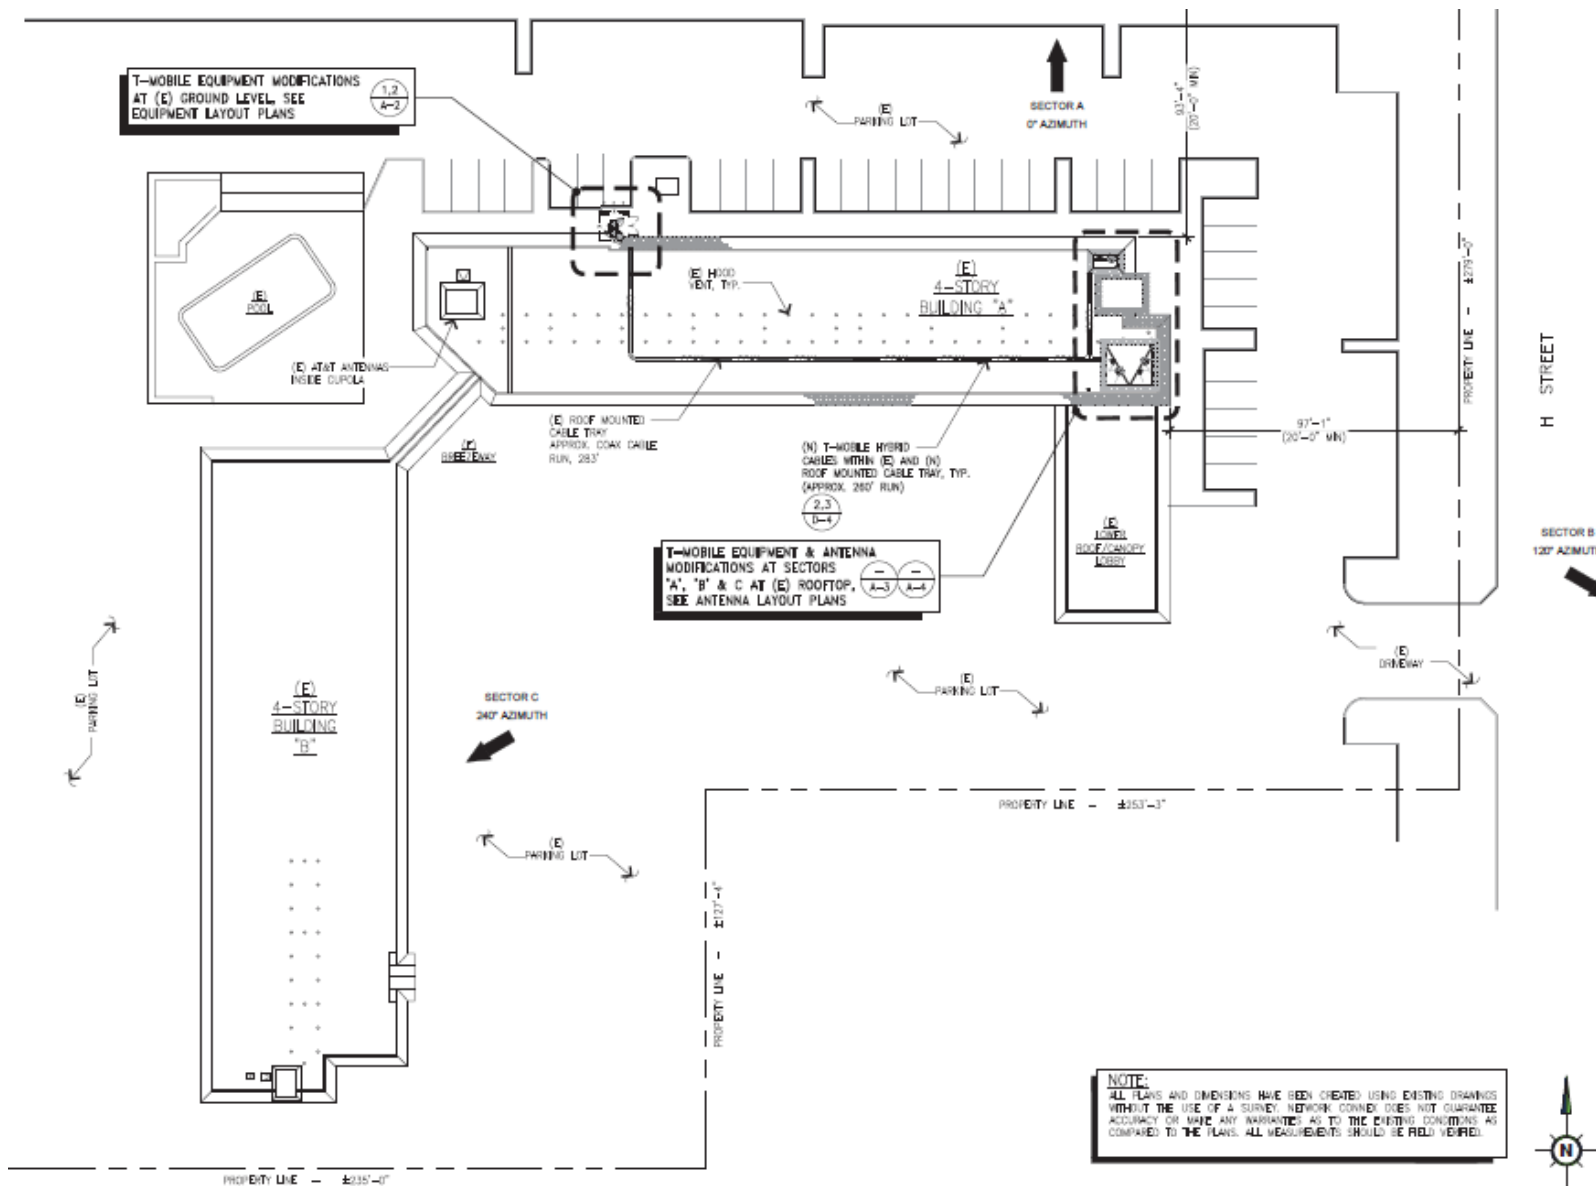 T-MOBILE EQUIPMENT MODIFICATIONS
AT (E) GROUND LEVEL, SEE
EQUIPMENT LAYOUT PLANS
1,2
A-2
SECTOR A
0° AZIMUTH
93'-4"
(20'-0" MIN)
(E)
PARKING LOT
(E)
POOL
(E) HOOD
VENT, TYP.
(E)
4-STORY
BUILDING "A"
(E) AT&T ANTENNAS
INSIDE CUPOLA
(E)
BREEZEWAY
(E) ROOF MOUNTED
CABLE TRAY
APPROX. COAX CABLE
RUN, 283'
(N) T-MOBILE HYBRID
CABLES WITHIN (E) AND (N)
ROOF MOUNTED CABLE TRAY, TYP.
(APPROX. 260' RUN)
2,3
D-4
97'-1"
(20'-0" MIN)
PROPERTY LINE - ±279'-0"
H STREET
(E)
LOWER
ROOF/CANOPY
LOBBY
SECTOR B
120° AZIMUTH
T-MOBILE EQUIPMENT & ANTENNA
MODIFICATIONS AT SECTORS
"A", "B" & C AT (E) ROOFTOP,
SEE ANTENNA LAYOUT PLANS
-
A-3
-
A-4
(E)
PARKING LOT
(E)
4-STORY
BUILDING
"B"
SECTOR C
240° AZIMUTH
(E)
PARKING LOT
(E)
DRIVEWAY
PROPERTY LINE - ±253'-3"
(E)
PARKING LOT
PROPERTY LINE - ±127'-4"
NOTE:
ALL PLANS AND DIMENSIONS HAVE BEEN CREATED USING EXISTING DRAWINGS
WITHOUT THE USE OF A SURVEY. NETWORK CONNEX DOES NOT GUARANTEE
ACCURACY OR MAKE ANY WARRANTIES AS TO THE EXISTING CONDITIONS AS
COMPARED TO THE PLANS. ALL MEASUREMENTS SHOULD BE FIELD VERIFIED.
N
PROPERTY LINE - ±235'-0"